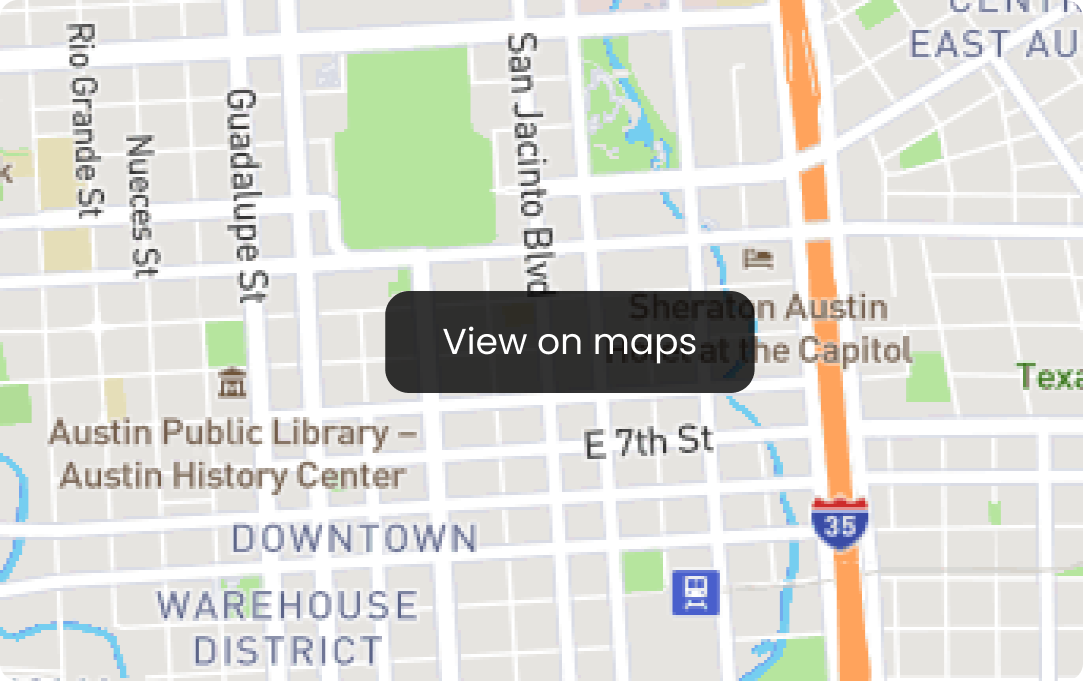 EAST AU
Rio Grande St
Nueces St
Guadalupe St
San Jacinto Blvd
Sheraton Austin
Hotel at the Capitol
View on maps
Texa
Austin Public Library –
Austin History Center
E 7th St
35
DOWNTOWN
WAREHOUSE
DISTRICT